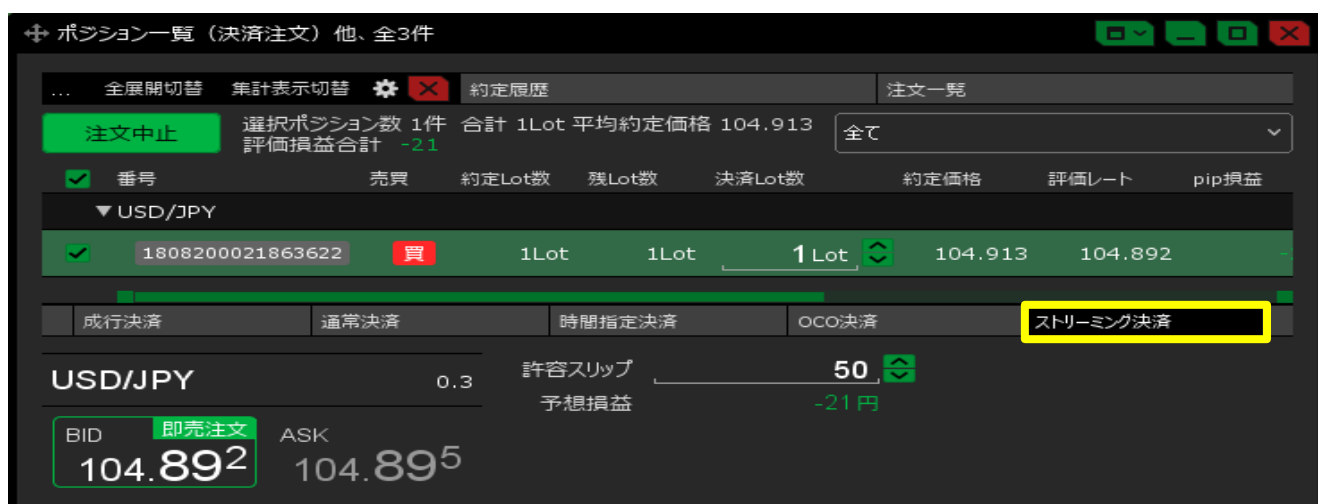 ポジション一覧（決済注文）他、全3件
... 全展開切替 集計表示切替 約定履歴 注文一覧
注文中止 選択ポジション数 1件 合計 1Lot 平均約定価格 104.913 全て
評価損益合計 -21
番号 売買 約定Lot数 残Lot数 決済Lot数 約定価格 評価レート pip損益
▼USD/JPY
1808200021863622 買 1Lot 1Lot 1 Lot 104.913 104.892
成行決済 通常決済 時間指定決済 OCO決済 ストリーミング決済
USD/JPY 0.3 許容スリップ 50
予想損益 -21円
BID 即売注文 ASK
104.892 104.895